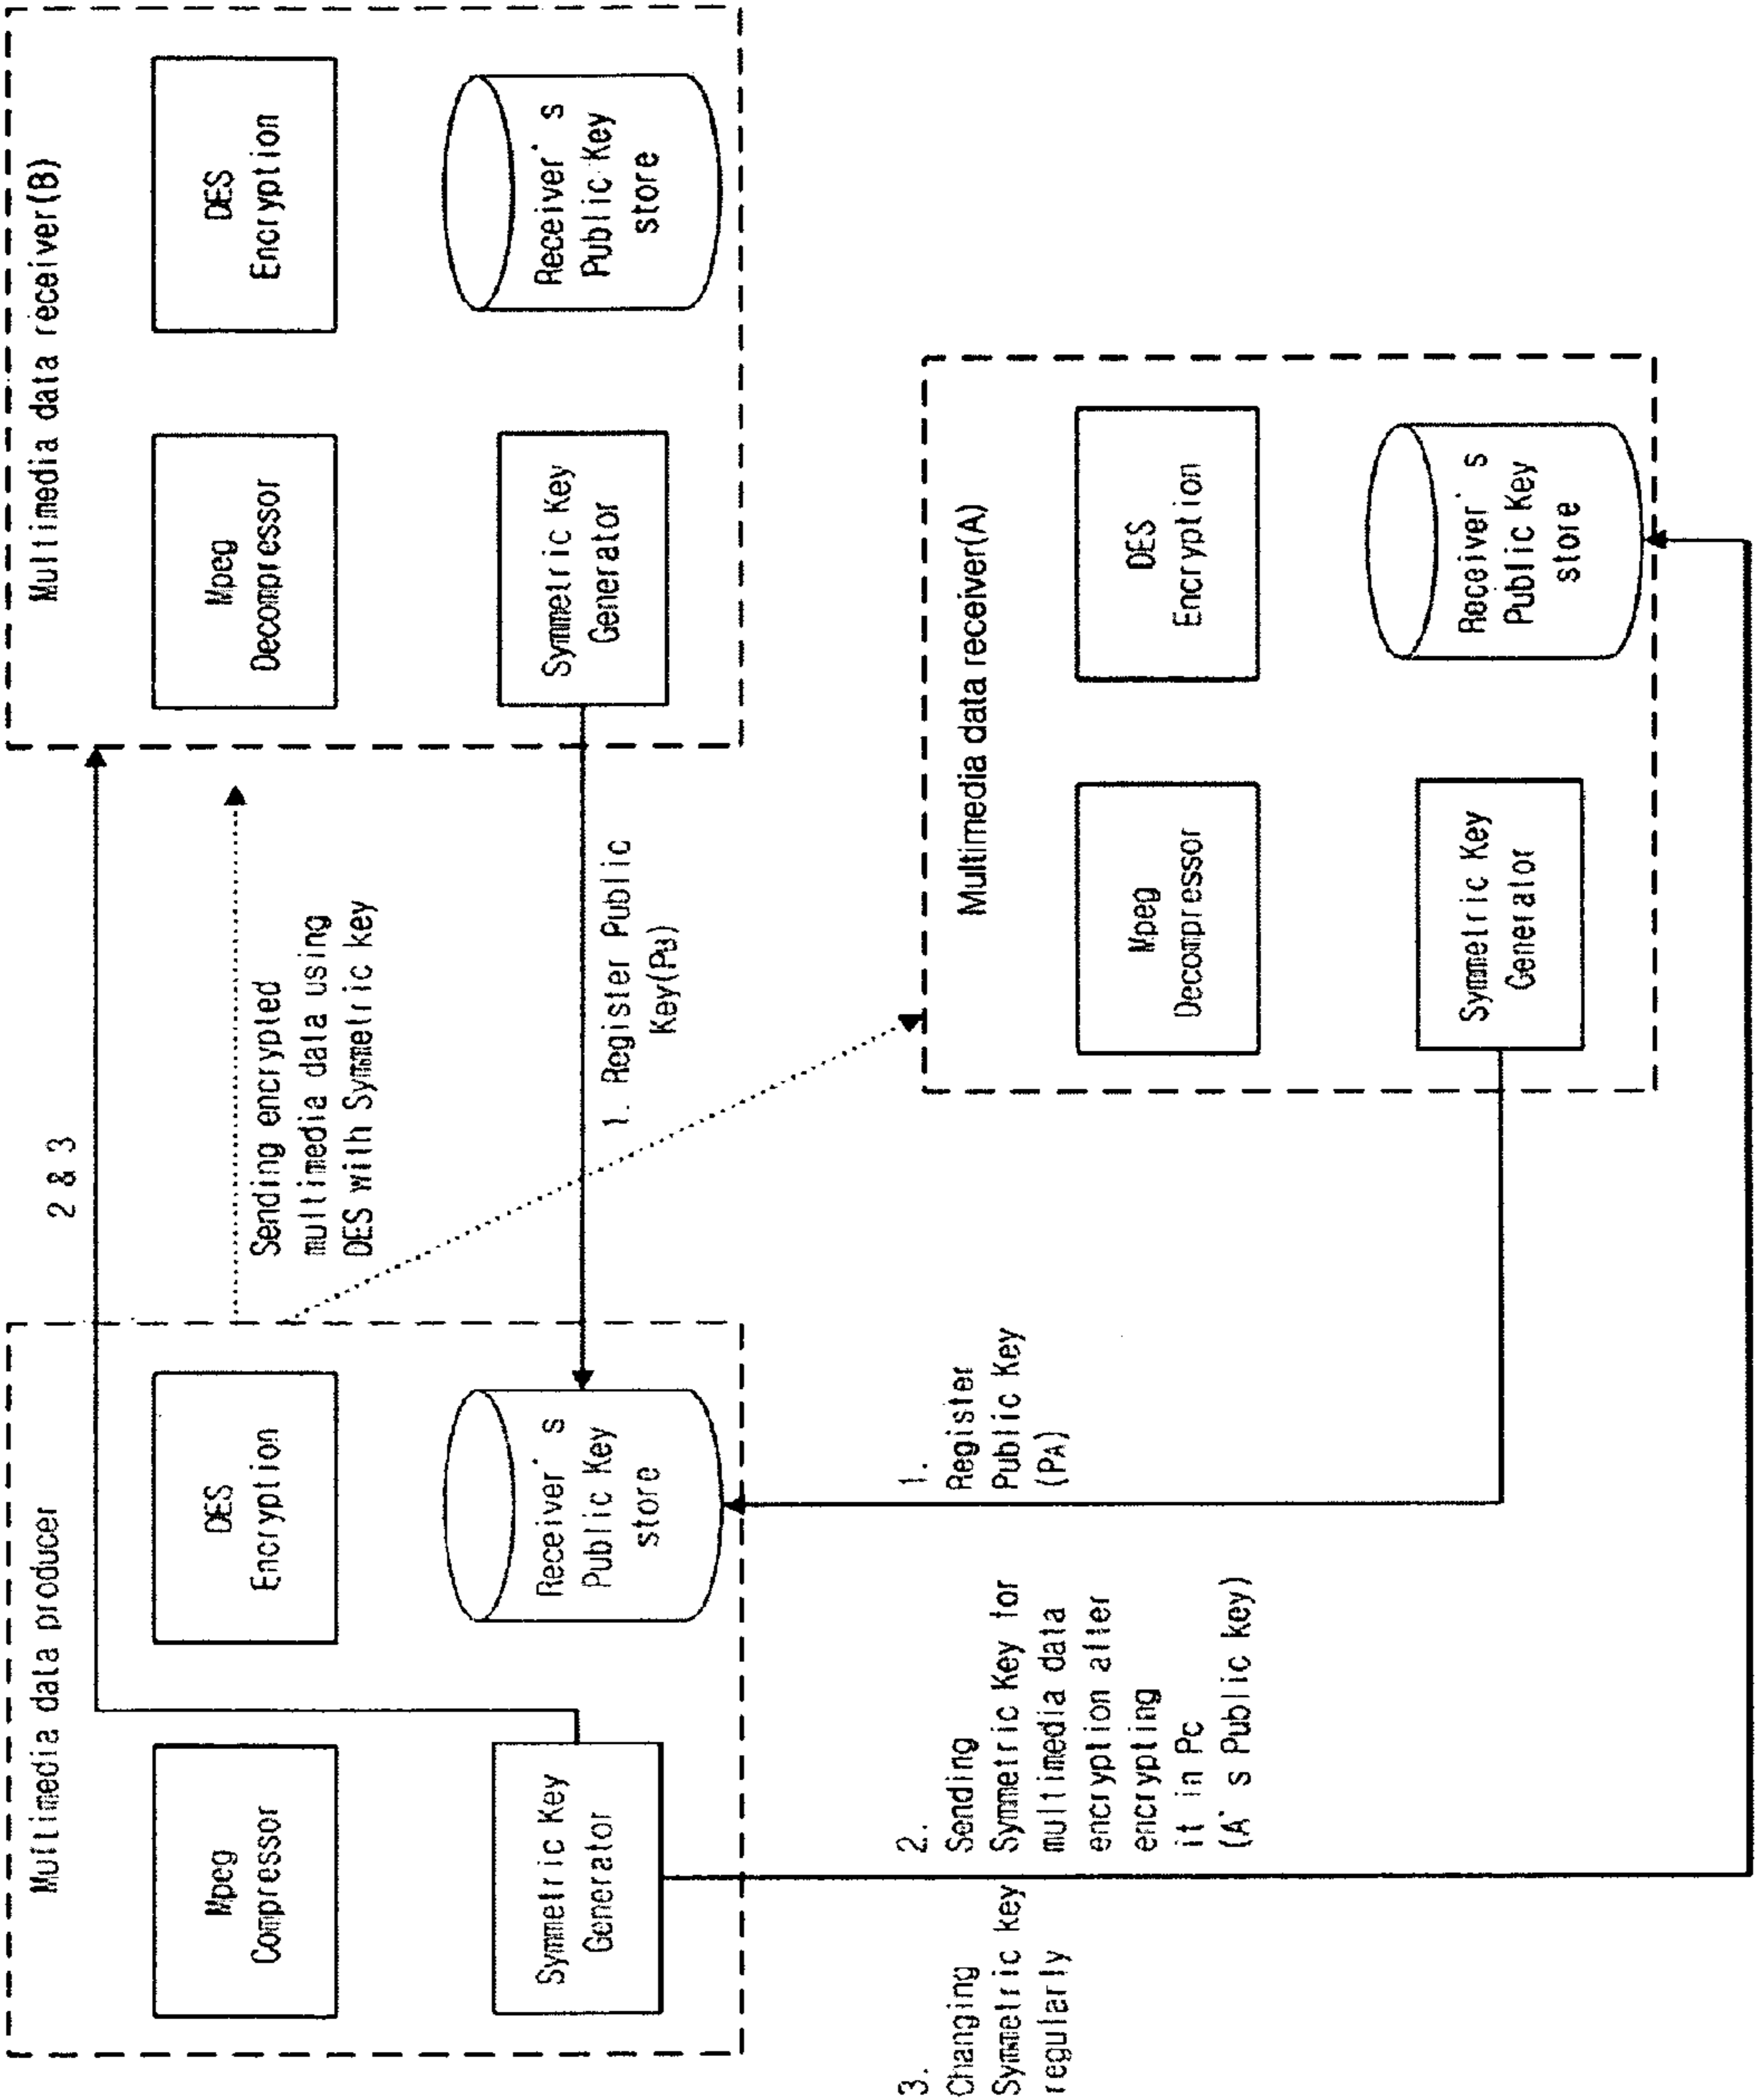 Multimedia data producer
Mpeg
Compressor
DES
Encryption
Symmetric Key
Generator
Receiver's
Public Key
store
2 & 3
Sending encrypted
multimedia data using
DES with Symmetric key
1. Register Public
Key(PB)
Multimedia data receiver(B)
Mpeg
Decompressor
DES
Encryption
Symmetric Key
Generator
Receiver's
Public Key
store
3.
Changing
Symmetric key
regularly
2.
Sending
Symmetric Key for
multimedia data
encryption after
encrypting
it in Pc
(A's Public key)
1.
Register
Public Key
(PA)
Multimedia data receiver(A)
Mpeg
Decompressor
DES
Encryption
Symmetric Key
Generator
Receiver's
Public Key
store